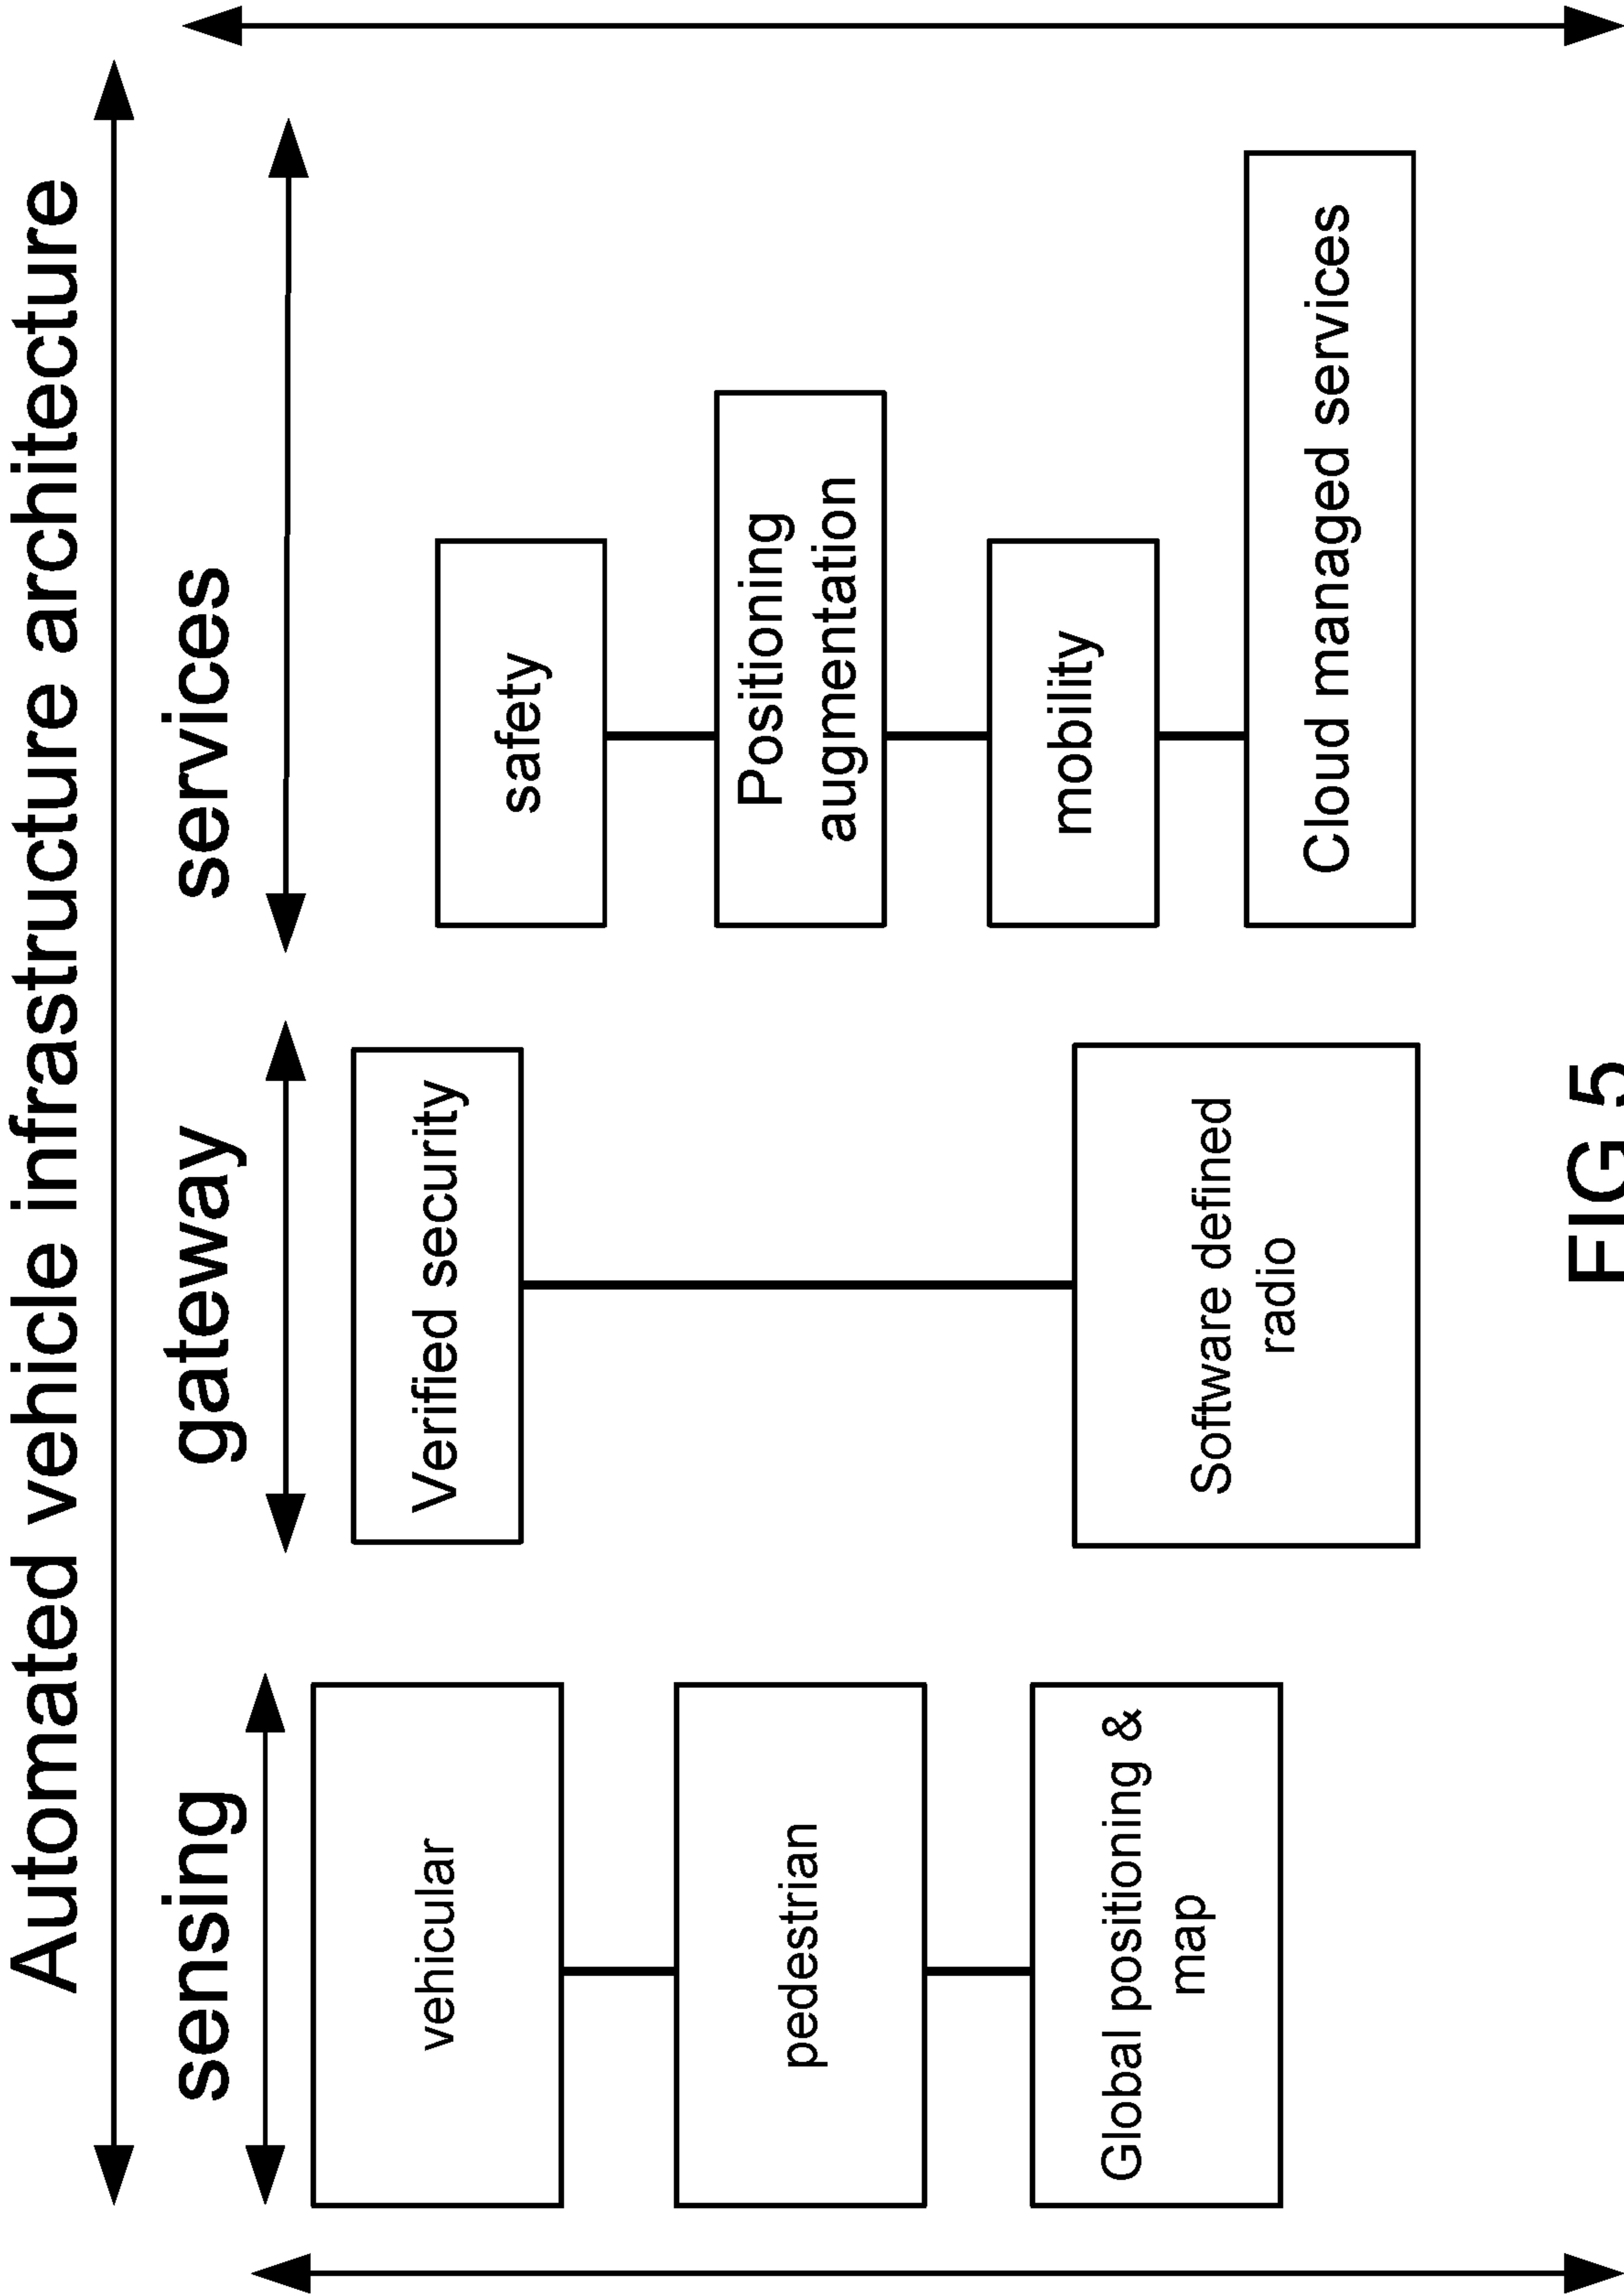 Automated vehicle infrastructure architecture
sensing
vehicular
pedestrian
Global positioning &
map
gateway
Verified security
Software defined
radio
services
safety
Positioning
augmentation
mobility
Cloud managed services
FIG 5